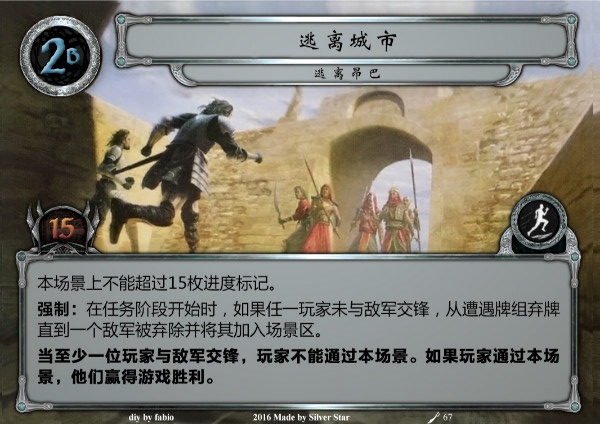 2B
逃离城市
逃离昂巴
15
本场景上不能超过15枚进度标记。
强制：在任务阶段开始时，如果任一玩家未与敌军交锋，从遭遇牌组弃牌
直到一个敌军被弃除并将其加入场景区。
当至少一位玩家与敌军交锋，玩家不能通过本场景。如果玩家通过本场
景，他们赢得游戏胜利。
diy by fabio
2016 Made by Silver Star
67